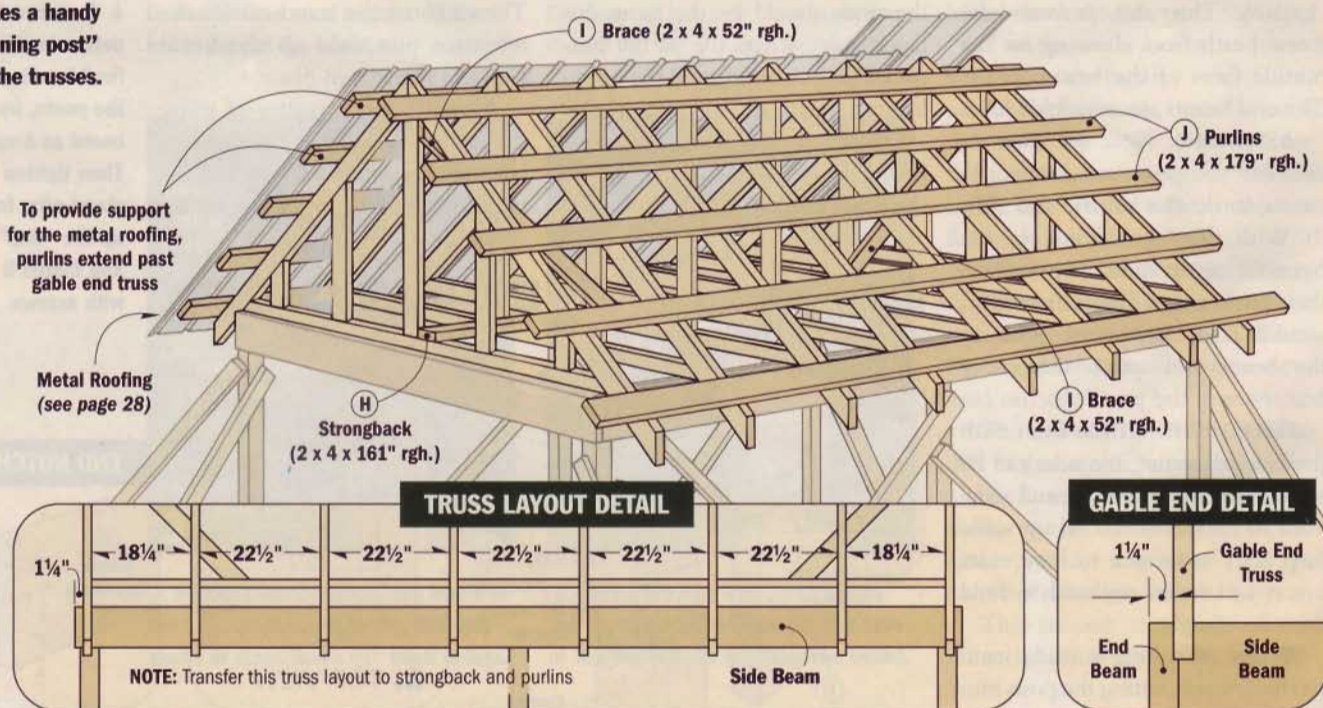 es a handy
ning post”
the trusses.
I Brace (2 x 4 x 52" rgh.)
J Purlins
(2 x 4 x 179" rgh.)
To provide support
for the metal roofing,
purlins extend past
gable end truss
Metal Roofing
(see page 28)
H
Strongback
(2 x 4 x 161" rgh.)
I Brace
(2 x 4 x 52" rgh.)
TRUSS LAYOUT DETAIL
1¼"
18¼"
22½"
22½"
22½"
22½"
22½"
18¼"
NOTE: Transfer this truss layout to strongback and purlins
Side Beam
GABLE END DETAIL
1¼"
Gable End
Truss
End
Beam
Side
Beam